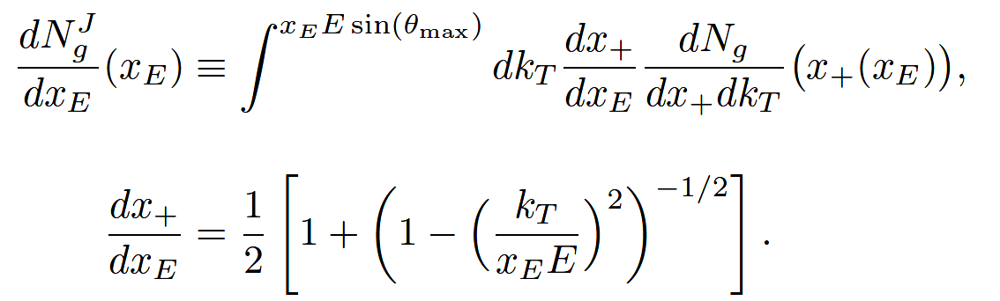 \frac{dN_g^J}{dx_E}(x_E) \equiv \int^{x_E E \sin(\theta_{\max})} dk_T \frac{dx_+}{dx_E} \frac{dN_g}{dx_+ dk_T} \big(x_+(x_E)\big),
\frac{dx_+}{dx_E} = \frac{1}{2} \left[ 1 + \left( 1 - \left( \frac{k_T}{x_E E} \right)^2 \right)^{-1/2} \right].